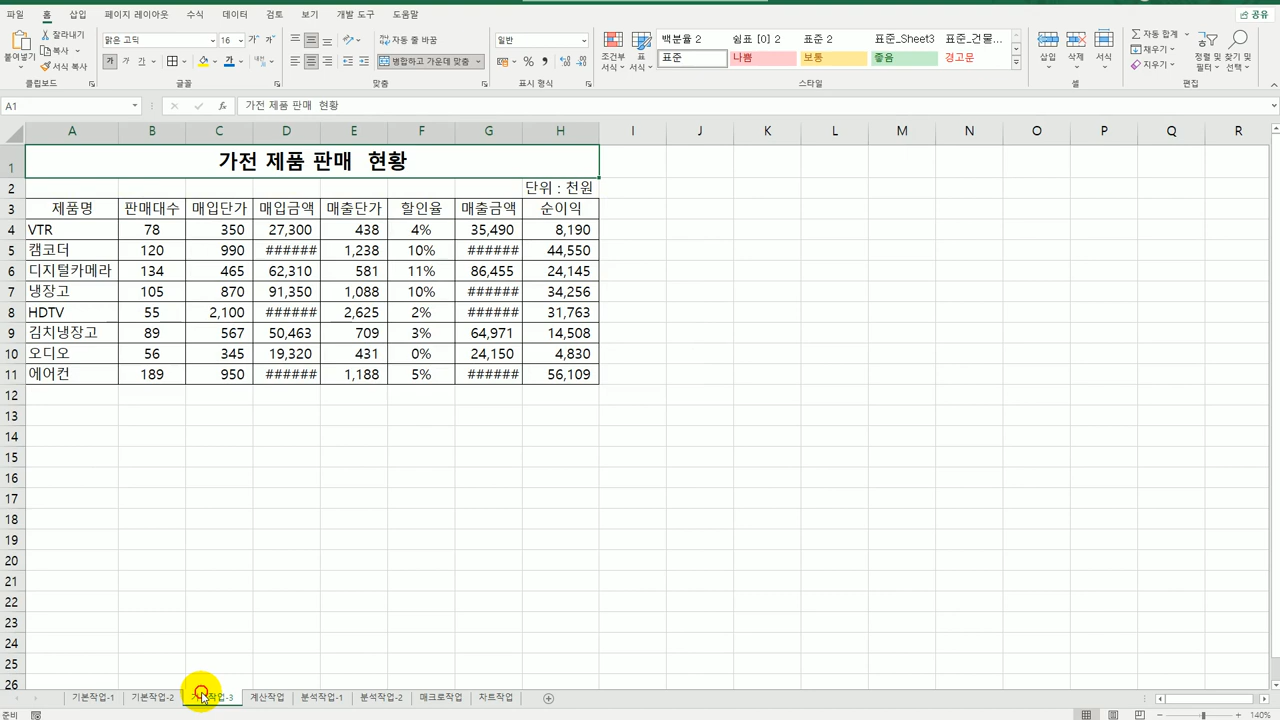 파일 홈 삽입 페이지 레이아웃 수식 데이터 검토 보기 개발 도구 도움말 공유
붙여넣기 잘라내기 복사 서식 복사 클립보드
맑은 고딕 16 가 가 가 가 가 가 글꼴
자동 줄 바꿈 병합하고 가운데 맞춤 맞춤
일반 % 표시 형식
조건부 서식 표 서식
백분율 2 쉼표 [0] 2 표준 2 표준_Sheet3 표준_건물...
표준 나쁨 보통 좋음 경고문
스타일
삽입 삭제 서식 셀
자동 합계 채우기 지우기 정렬 및 필터 찾기 및 선택 편집
A1 fx 가전 제품 판매 현황
A B C D E F G H I J K L M N O P Q R
1 가전 제품 판매 현황
2 단위 : 천원
3 제품명 판매대수 매입단가 매입금액 매출단가 할인율 매출금액 순이익
4 VTR 78 350 27,300 438 4% 35,490 8,190
5 캠코더 120 990 ###### 1,238 10% ###### 44,550
6 디지털카메라 134 465 62,310 581 11% 86,455 24,145
7 냉장고 105 870 91,350 1,088 10% ###### 34,256
8 HDTV 55 2,100 ###### 2,625 2% ###### 31,763
9 김치냉장고 89 567 50,463 709 3% 64,971 14,508
10 오디오 56 345 19,320 431 0% 24,150 4,830
11 에어컨 189 950 ###### 1,188 5% ###### 56,109
12
13
14
15
16
17
18
19
20
21
22
23
24
25
26
기본작업-1 기본작업-2 작업-3 계산작업 분석작업-1 분석작업-2 매크로작업 차트작업
준비 140%